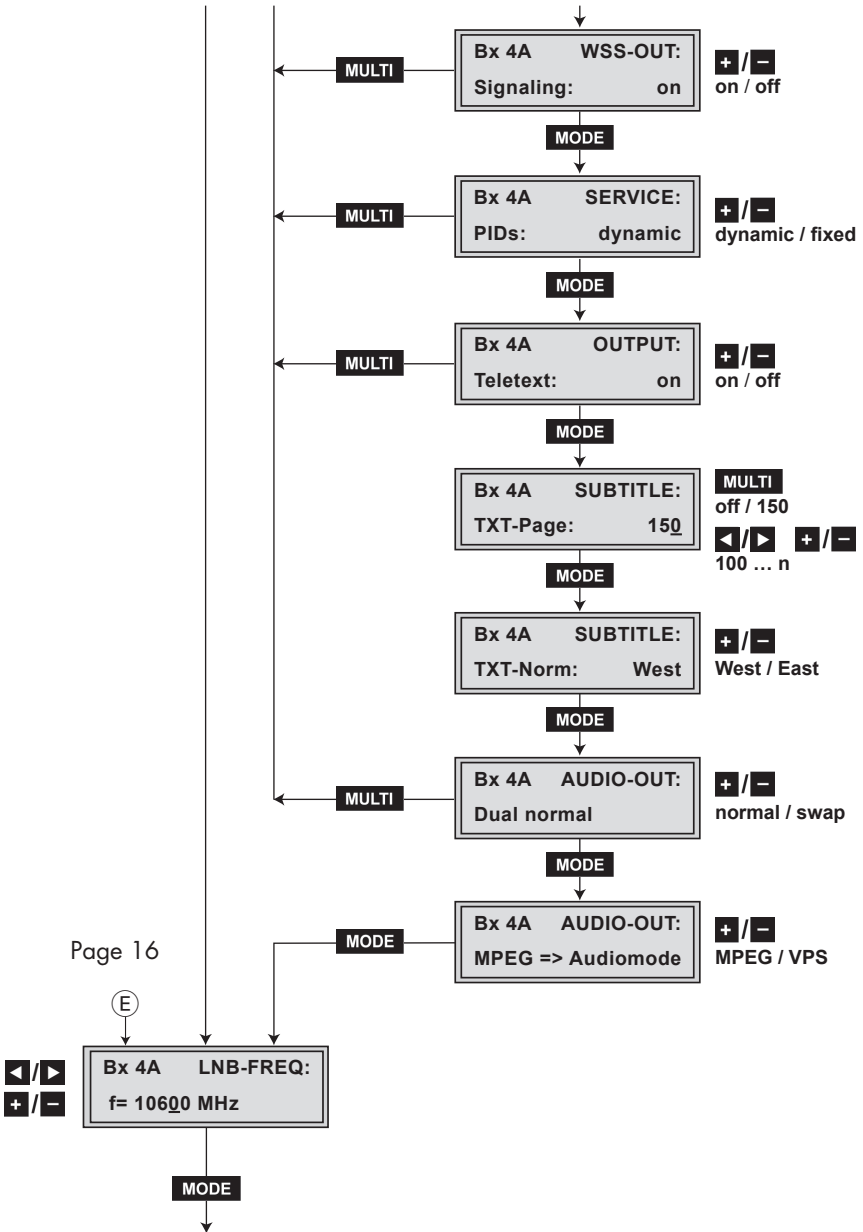 Bx 4A WSS-OUT:
Signaling: on
MULTI
+/−
on / off
MODE
Bx 4A SERVICE:
PIDs: dynamic
MULTI
+/−
dynamic / fixed
MODE
Bx 4A OUTPUT:
Teletext: on
MULTI
+/−
on / off
MODE
Bx 4A SUBTITLE:
TXT-Page: 150
MULTI
off / 150
◄/► +/−
100 ... n
MODE
Bx 4A SUBTITLE:
TXT-Norm: West
+/−
West / East
MODE
Bx 4A AUDIO-OUT:
Dual normal
MULTI
+/−
normal / swap
MODE
Bx 4A AUDIO-OUT:
MPEG => Audiomode
MODE
+/−
MPEG / VPS
Page 16
E
Bx 4A LNB-FREQ:
f= 10600 MHz
◄/►
+/−
MODE